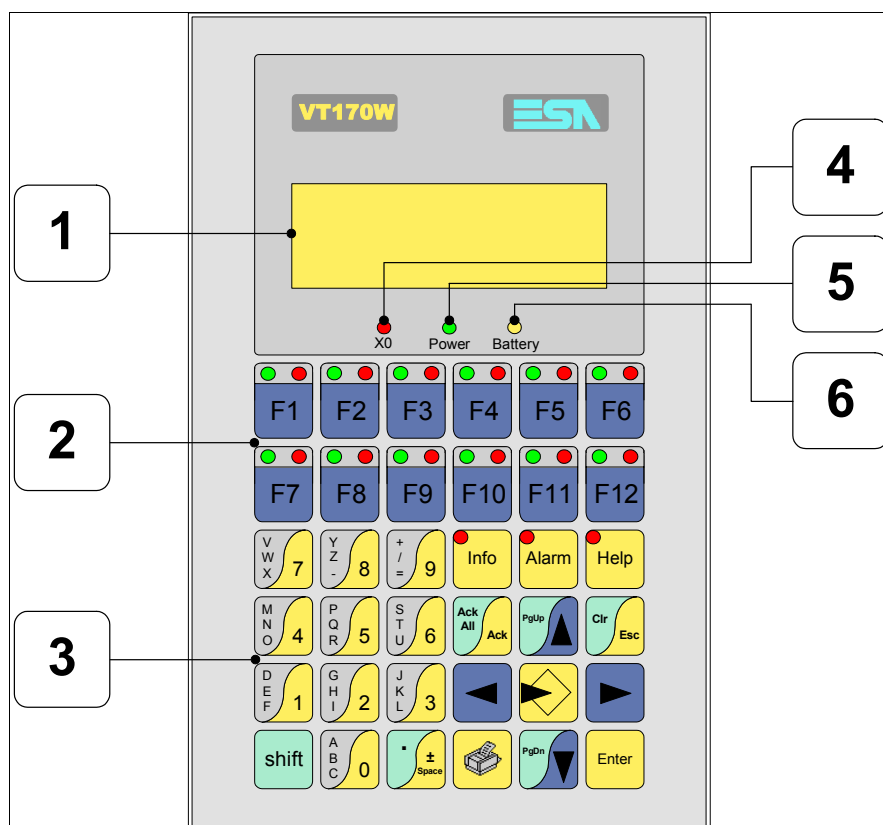 VT170W ESA
1
4
5
6
X0 Power Battery
F1 F2 F3 F4 F5 F6
2
F7 F8 F9 F10 F11 F12
V W X 7 Y Z - 8 + / = 9 Info Alarm Help
M N O 4 P Q R 5 S T U 6 Ack All Ack PgUp Clr Esc
3
D E F 1 G H I 2 J K L 3
shift A B C 0 . ± Space PgDn Enter